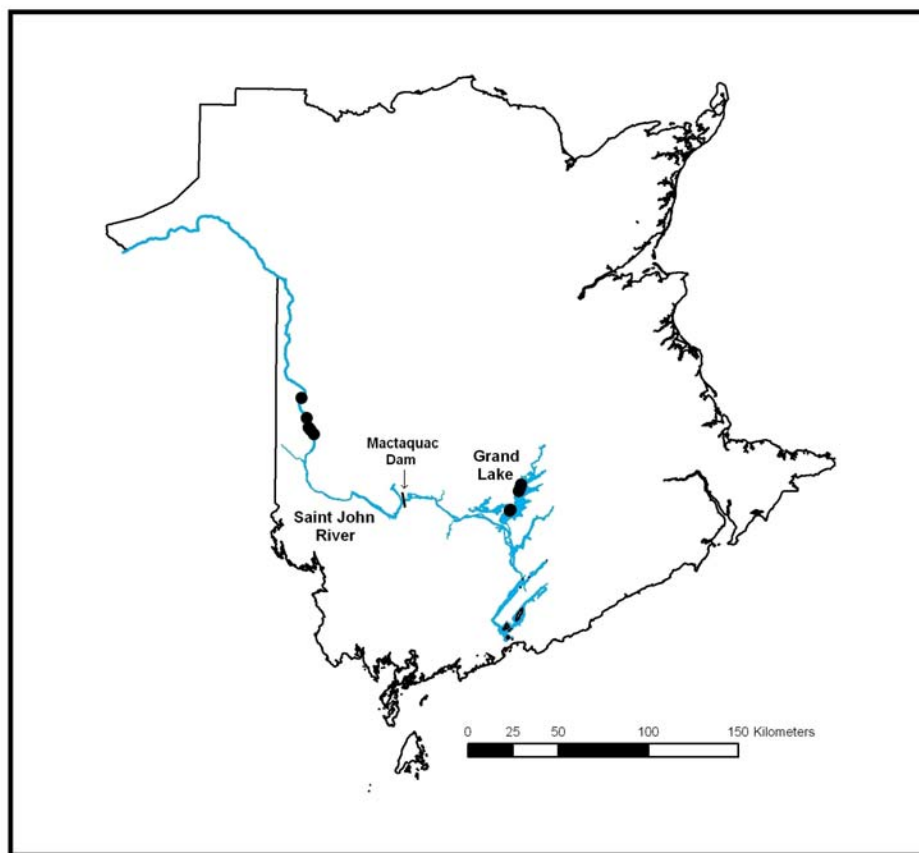 Mactaquac
Dam
Grand
Lake
Saint John
River
0 25 50 100 150 Kilometers